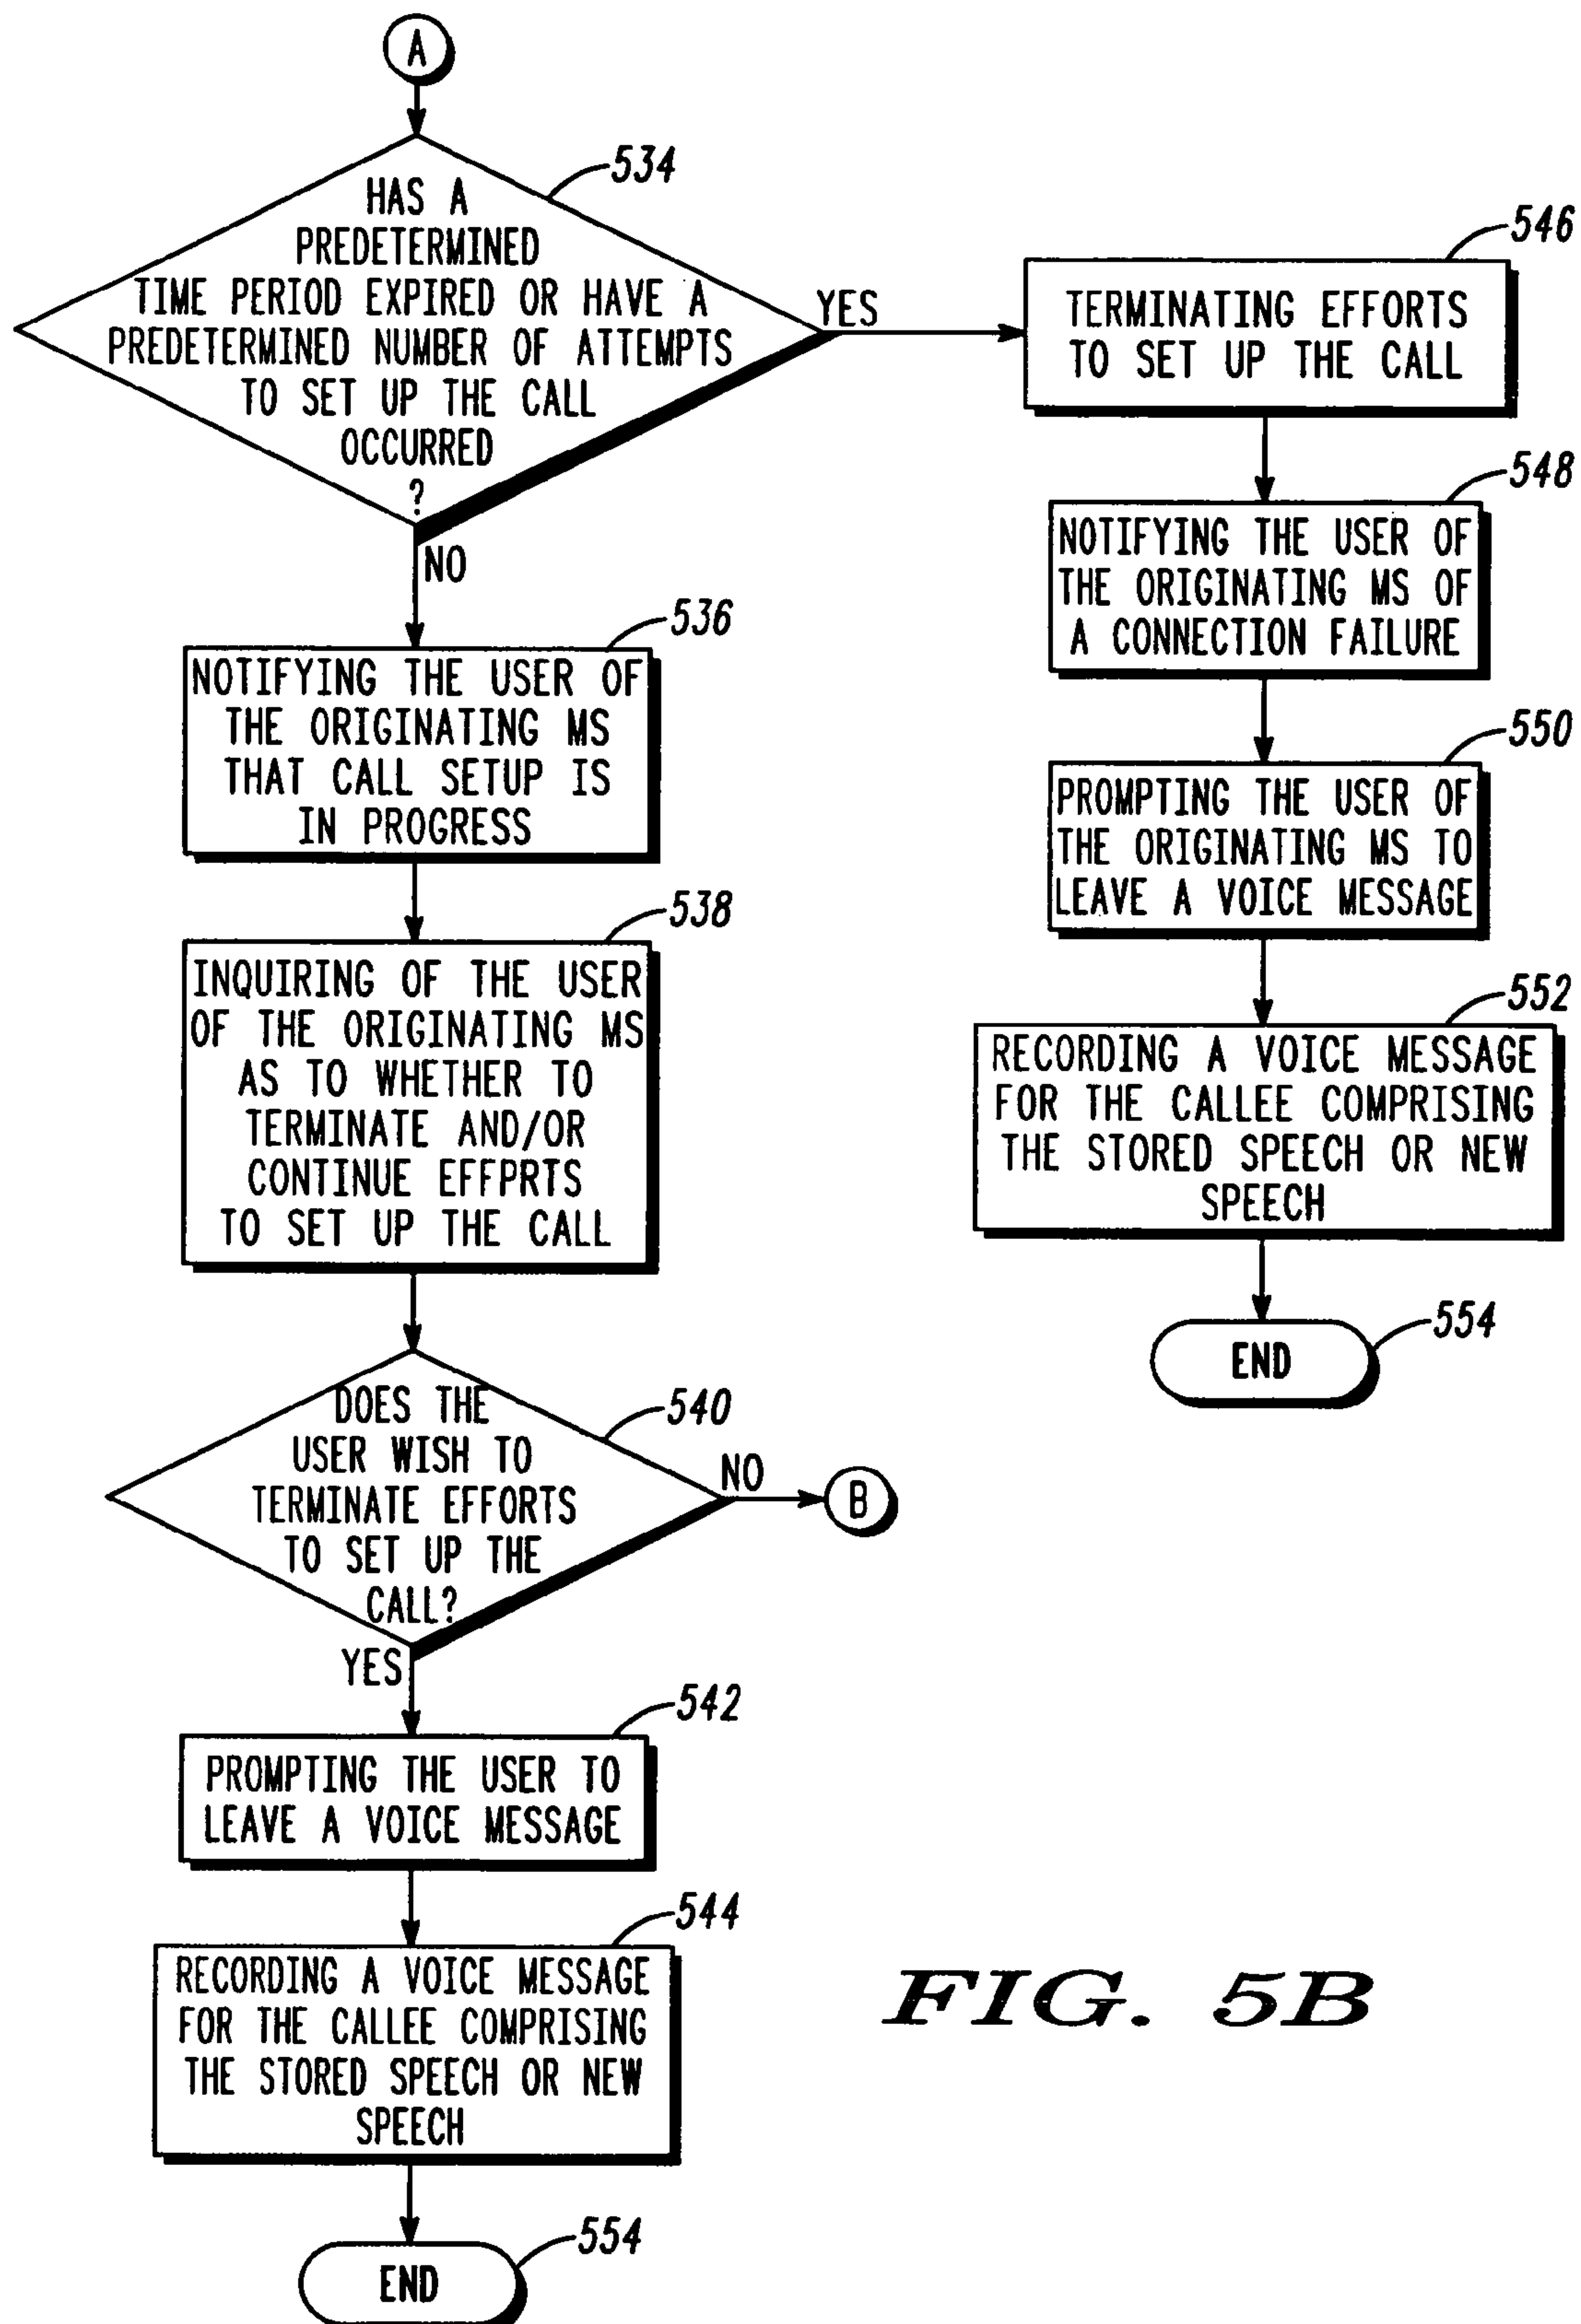 A
534
HAS A
PREDETERMINED
TIME PERIOD EXPIRED OR HAVE A
PREDETERMINED NUMBER OF ATTEMPTS
TO SET UP THE CALL
OCCURRED
?
YES
NO
546
TERMINATING EFFORTS
TO SET UP THE CALL
548
NOTIFYING THE USER OF
THE ORIGINATING MS OF
A CONNECTION FAILURE
550
PROMPTING THE USER OF
THE ORIGINATING MS TO
LEAVE A VOICE MESSAGE
552
RECORDING A VOICE MESSAGE
FOR THE CALLEE COMPRISING
THE STORED SPEECH OR NEW
SPEECH
554
END
536
NOTIFYING THE USER OF
THE ORIGINATING MS
THAT CALL SETUP IS
IN PROGRESS
538
INQUIRING OF THE USER
OF THE ORIGINATING MS
AS TO WHETHER TO
TERMINATE AND/OR
CONTINUE EFFPRTS
TO SET UP THE CALL
540
DOES THE
USER WISH TO
TERMINATE EFFORTS
TO SET UP THE
CALL?
NO
B
YES
542
PROMPTING THE USER TO
LEAVE A VOICE MESSAGE
544
RECORDING A VOICE MESSAGE
FOR THE CALLEE COMPRISING
THE STORED SPEECH OR NEW
SPEECH
554
END
FIG. 5B